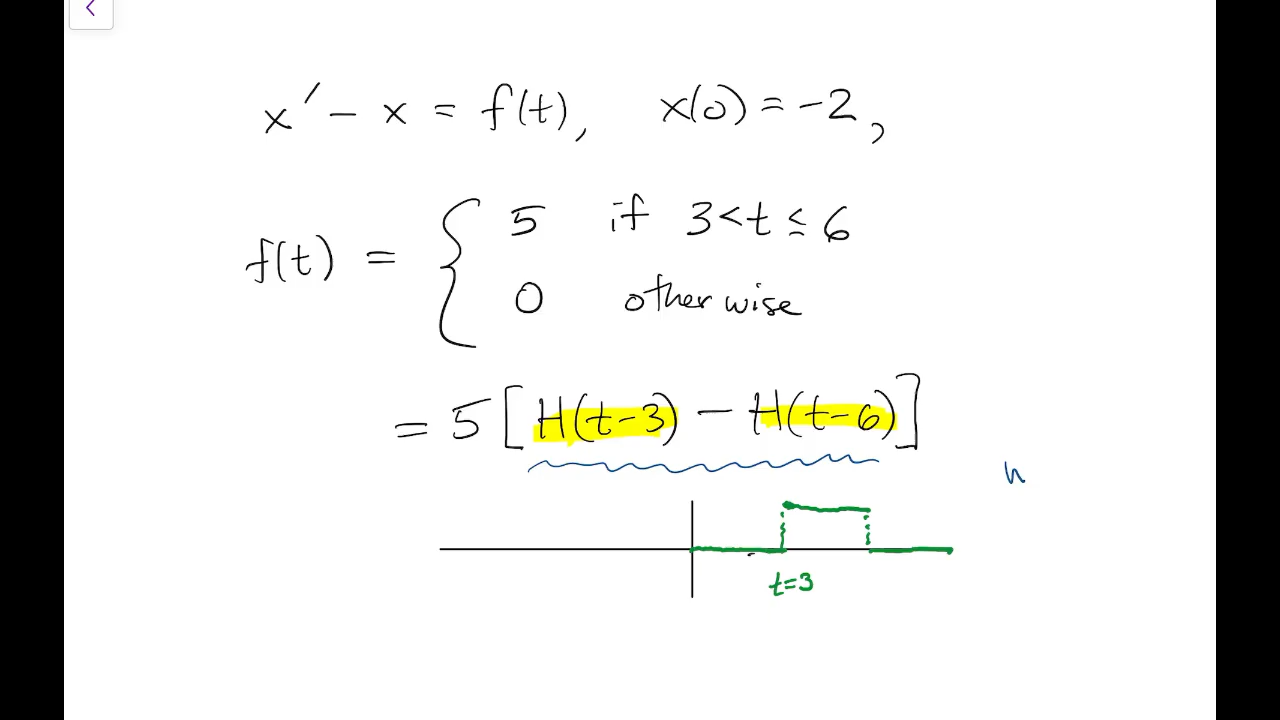 x′ − x = f(t),   x(0) = −2,
f(t) = { 5   if   3 < t ≤ 6
0   otherwise
= 5 [ H(t−3) − H(t−6) ]
t=3